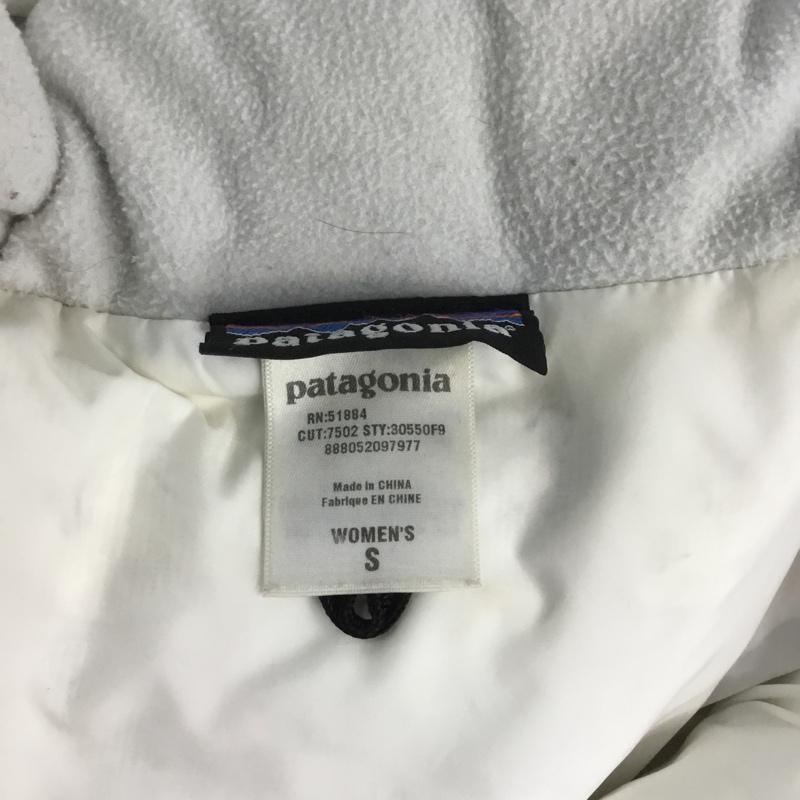 patagonia®
patagonia
RN:51884
CUT:7502 STY:30550F9
888052097977
Made in CHINA
Fabriqué EN CHINE
WOMEN'S
S